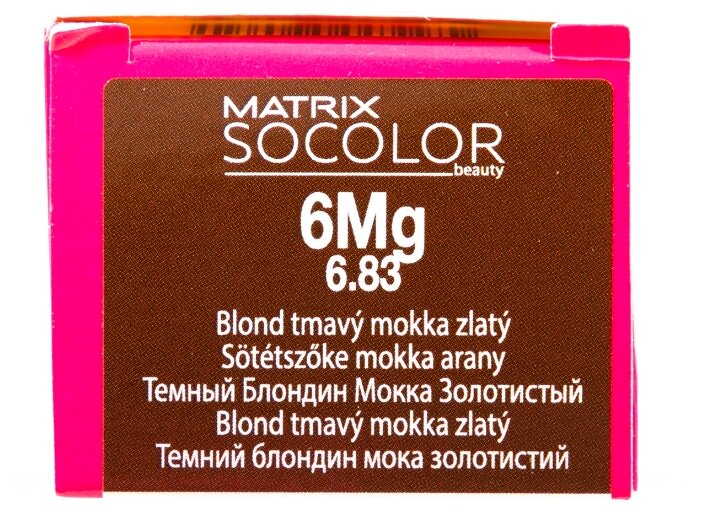 MATRIX
SOCOLOR
beauty
6Mg
6.83
Blond tmavý mokka zlatý
Sötétszőke mokka arany
Темный Блондин Мокка Золотистый
Blond tmavý mokka zlatý
Темний блондин мока золотистий